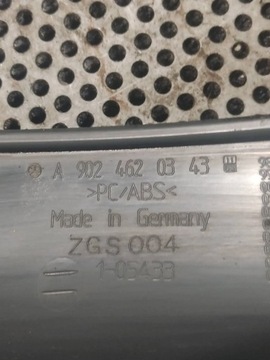 A 902 462 03 43
>PC/ABS<
Made in Germany
ZGS 004
1-05433